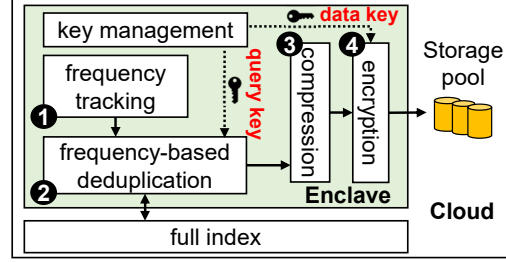 key management
data key
query key
frequency
tracking
1
frequency-based
deduplication
2
3
compression
4
encryption
Enclave
Storage
pool
Cloud
full index